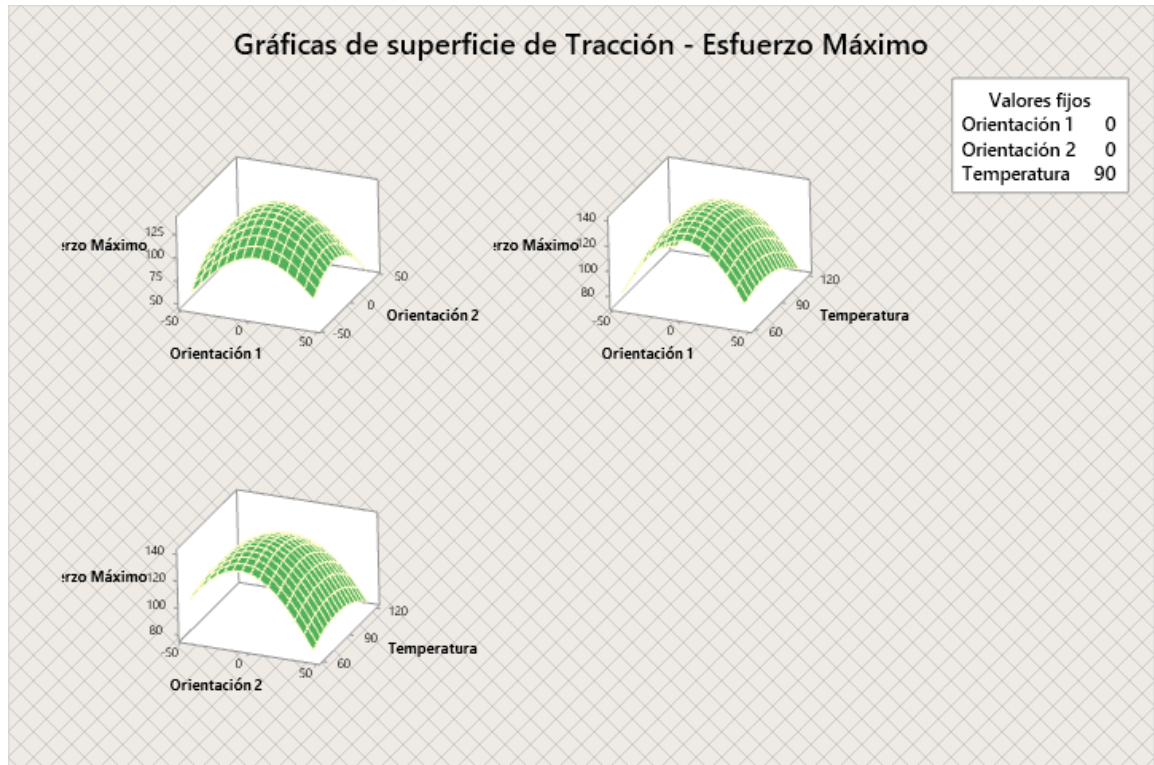 Gráficas de superficie de Tracción - Esfuerzo Máximo
Valores fijos
Orientación 1 0
Orientación 2 0
Temperatura 90
erzo Máximo
125
100
75
50
-50
0
50
Orientación 1
-50
0
50
Orientación 2
erzo Máximo
140
120
100
80
-50
0
50
Orientación 1
60
90
120
Temperatura
erzo Máximo
140
120
100
80
-50
0
50
Orientación 2
60
90
120
Temperatura